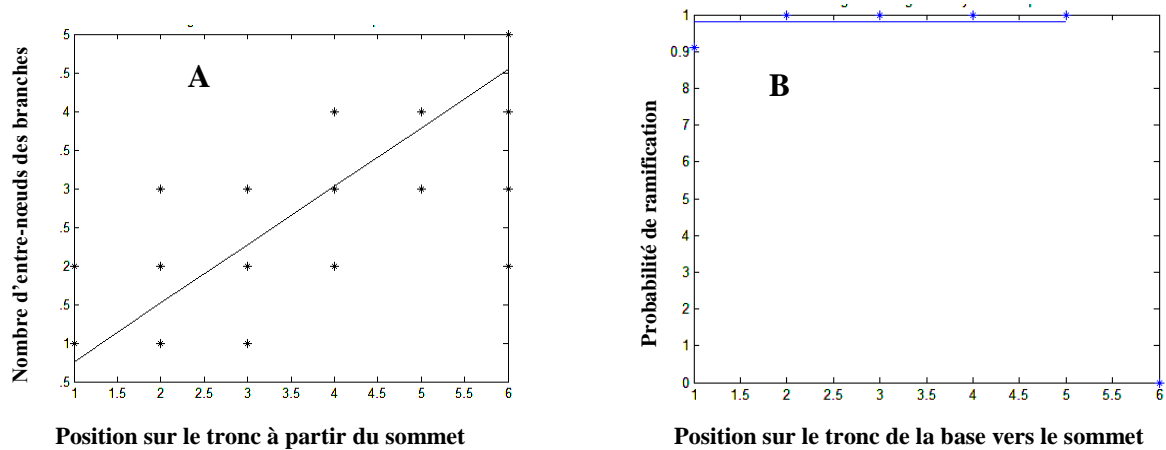 A
Nombre d'entre-nœuds des branches
5
.5
4
.5
3
.5
2
.5
1
.5
1 1.5 2 2.5 3 3.5 4 4.5 5 5.5 6
Position sur le tronc à partir du sommet
B
Probabilité de ramification
1
0.9
8
7
6
5
4
3
2
1
0
1 1.5 2 2.5 3 3.5 4 4.5 5 5.5 6
Position sur le tronc de la base vers le sommet